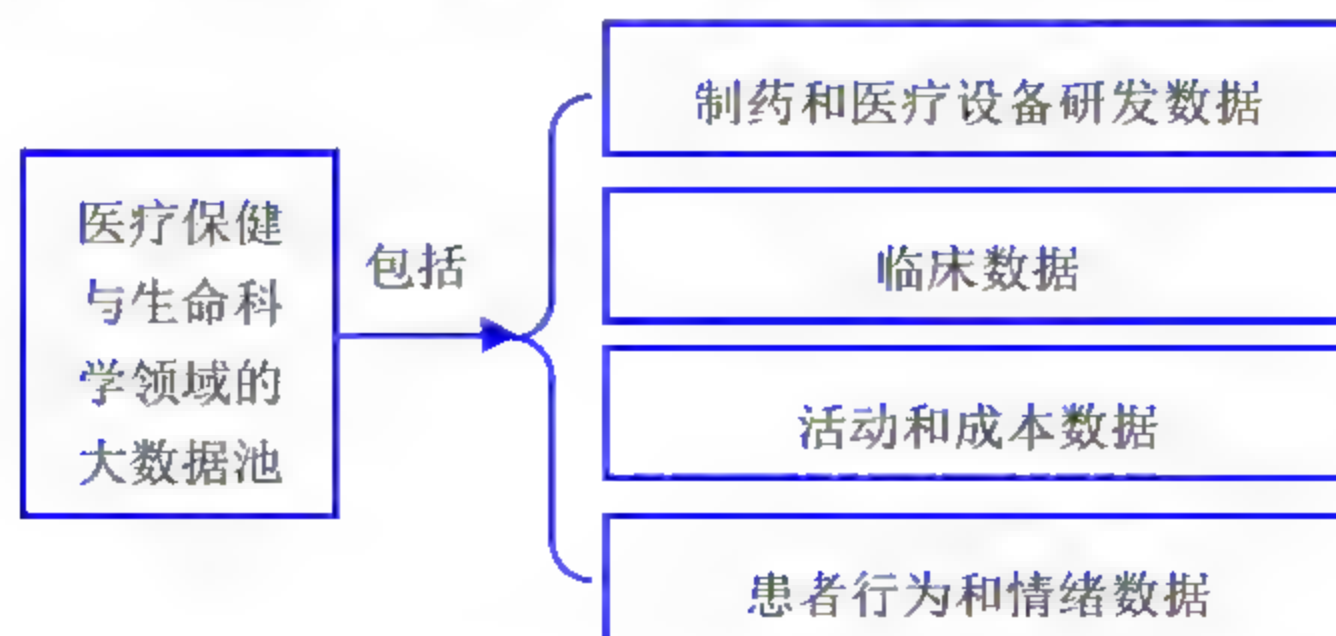 医疗保健
与生命科
学领域的
大数据池
包括
制药和医疗设备研发数据
临床数据
活动和成本数据
患者行为和情绪数据